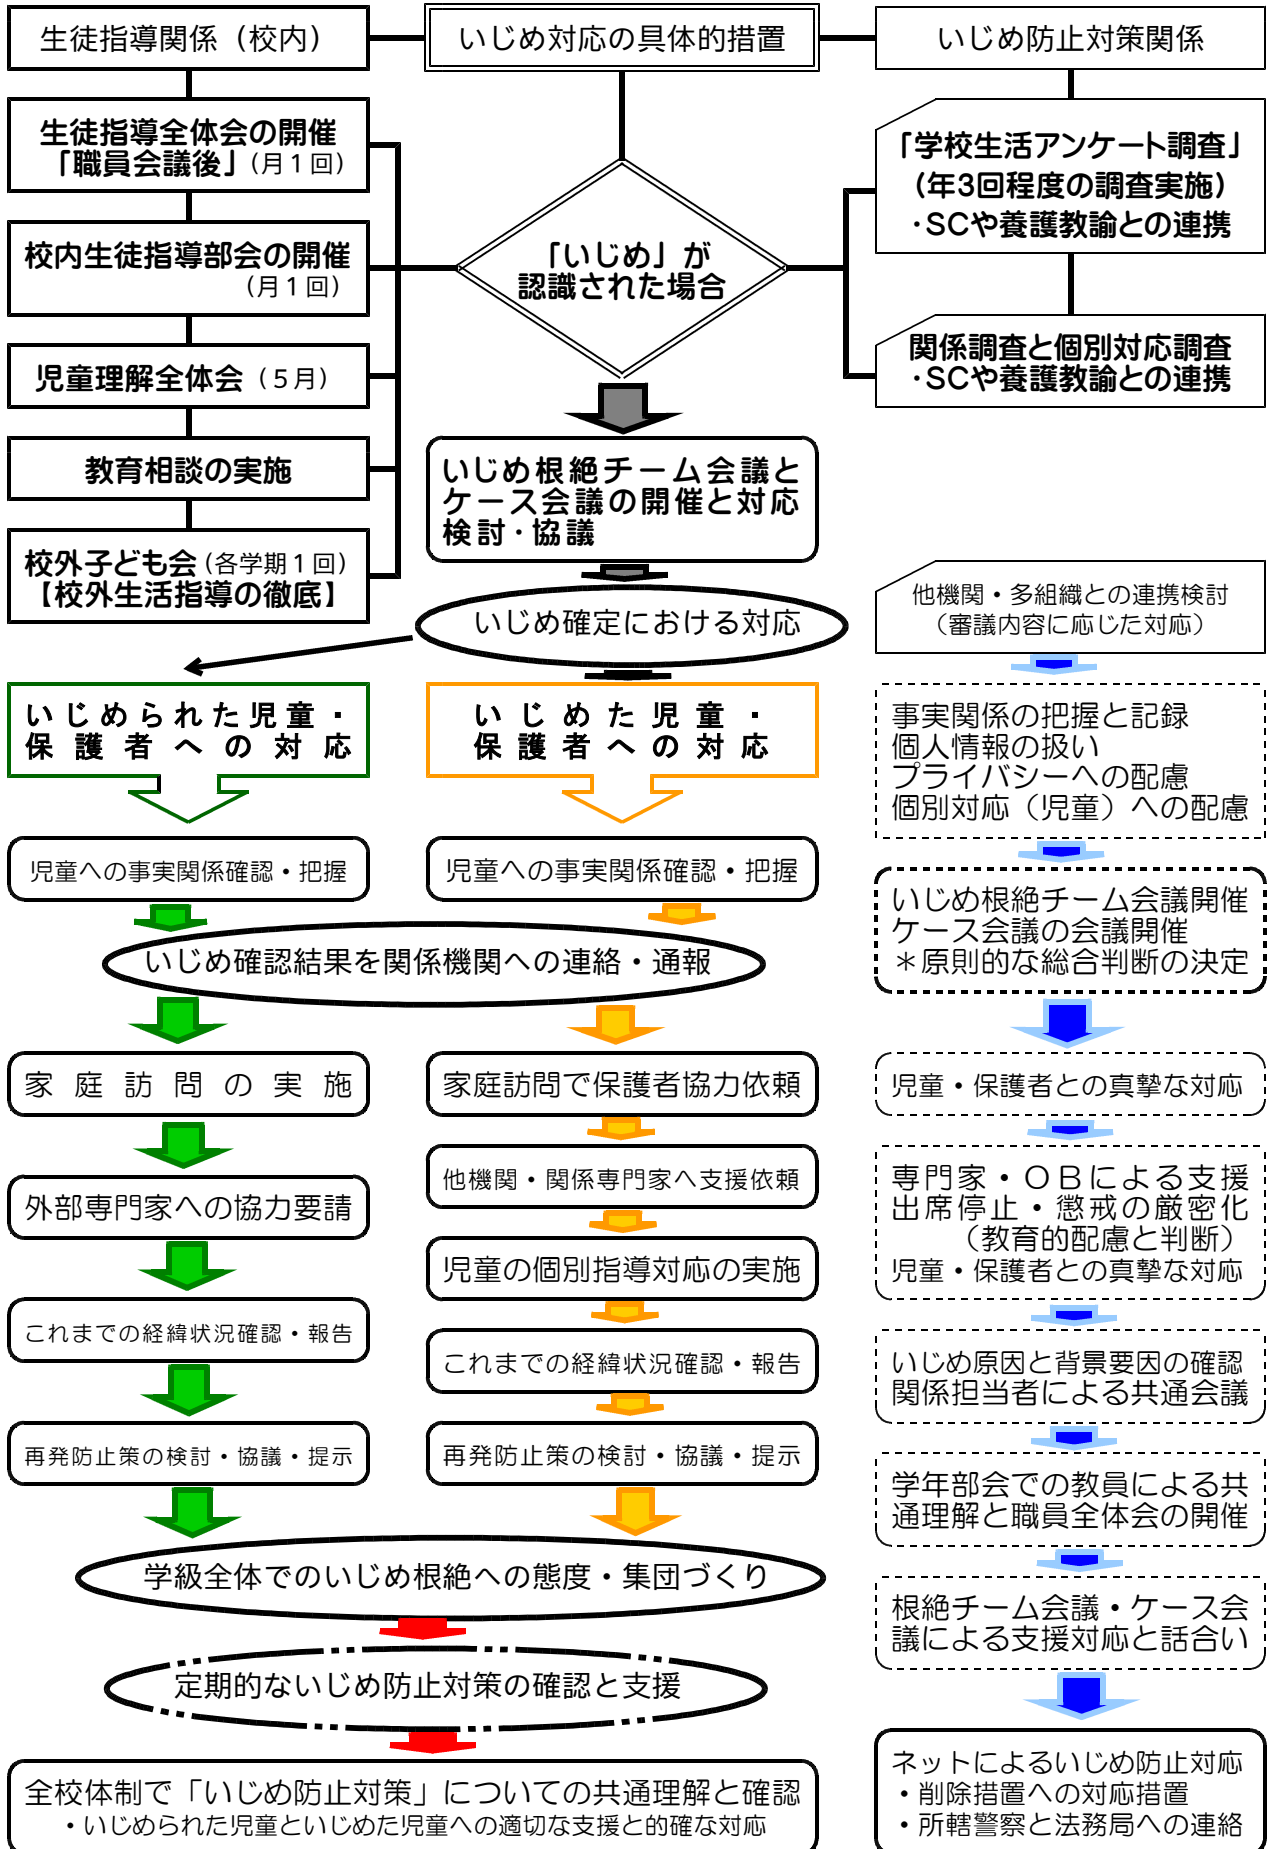 生徒指導関係（校内）
いじめ対応の具体的措置
いじめ防止対策関係
生徒指導全体会の開催
「職員会議後」（月１回）
校内生徒指導部会の開催
（月１回）
児童理解全体会（５月）
教育相談の実施
校外子ども会（各学期１回）
【校外生活指導の徹底】
「いじめ」が
認識された場合
「学校生活アンケート調査」
（年3回程度の調査実施）
・SCや養護教諭との連携
関係調査と個別対応調査
・SCや養護教諭との連携
いじめ根絶チーム会議と
ケース会議の開催と対応
検討・協議
いじめ確定における対応
いじめられた児童・
保護者への対応
いじめた児童・
保護者への対応
児童への事実関係確認・把握
児童への事実関係確認・把握
いじめ確認結果を関係機関への連絡・通報
家庭訪問の実施
外部専門家への協力要請
これまでの経緯状況確認・報告
再発防止策の検討・協議・提示
家庭訪問で保護者協力依頼
他機関・関係専門家へ支援依頼
児童の個別指導対応の実施
これまでの経緯状況確認・報告
再発防止策の検討・協議・提示
学級全体でのいじめ根絶への態度・集団づくり
定期的ないじめ防止対策の確認と支援
全校体制で「いじめ防止対策」についての共通理解と確認
・いじめられた児童といじめた児童への適切な支援と的確な対応
他機関・多組織との連携検討
（審議内容に応じた対応）
事実関係の把握と記録
個人情報の扱い
プライバシーへの配慮
個別対応（児童）への配慮
いじめ根絶チーム会議開催
ケース会議の会議開催
＊原則的な総合判断の決定
児童・保護者との真摯な対応
専門家・ＯＢによる支援
出席停止・懲戒の厳密化
（教育的配慮と判断）
児童・保護者との真摯な対応
いじめ原因と背景要因の確認
関係担当者による共通会議
学年部会での教員による共
通理解と職員全体会の開催
根絶チーム会議・ケース会
議による支援対応と話合い
ネットによるいじめ防止対応
・削除措置への対応措置
・所轄警察と法務局への連絡